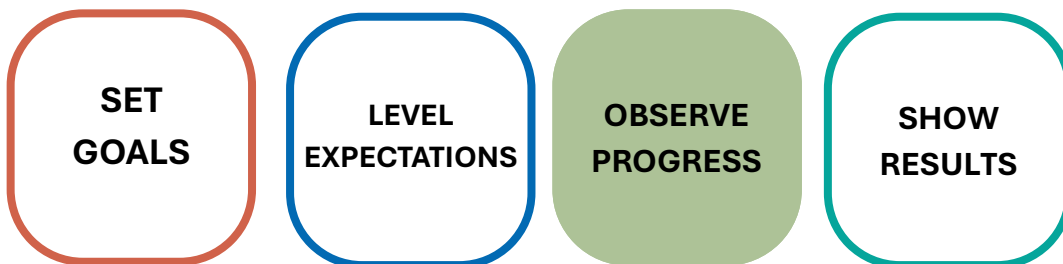 SET
GOALS
LEVEL
EXPECTATIONS
OBSERVE
PROGRESS
SHOW
RESULTS